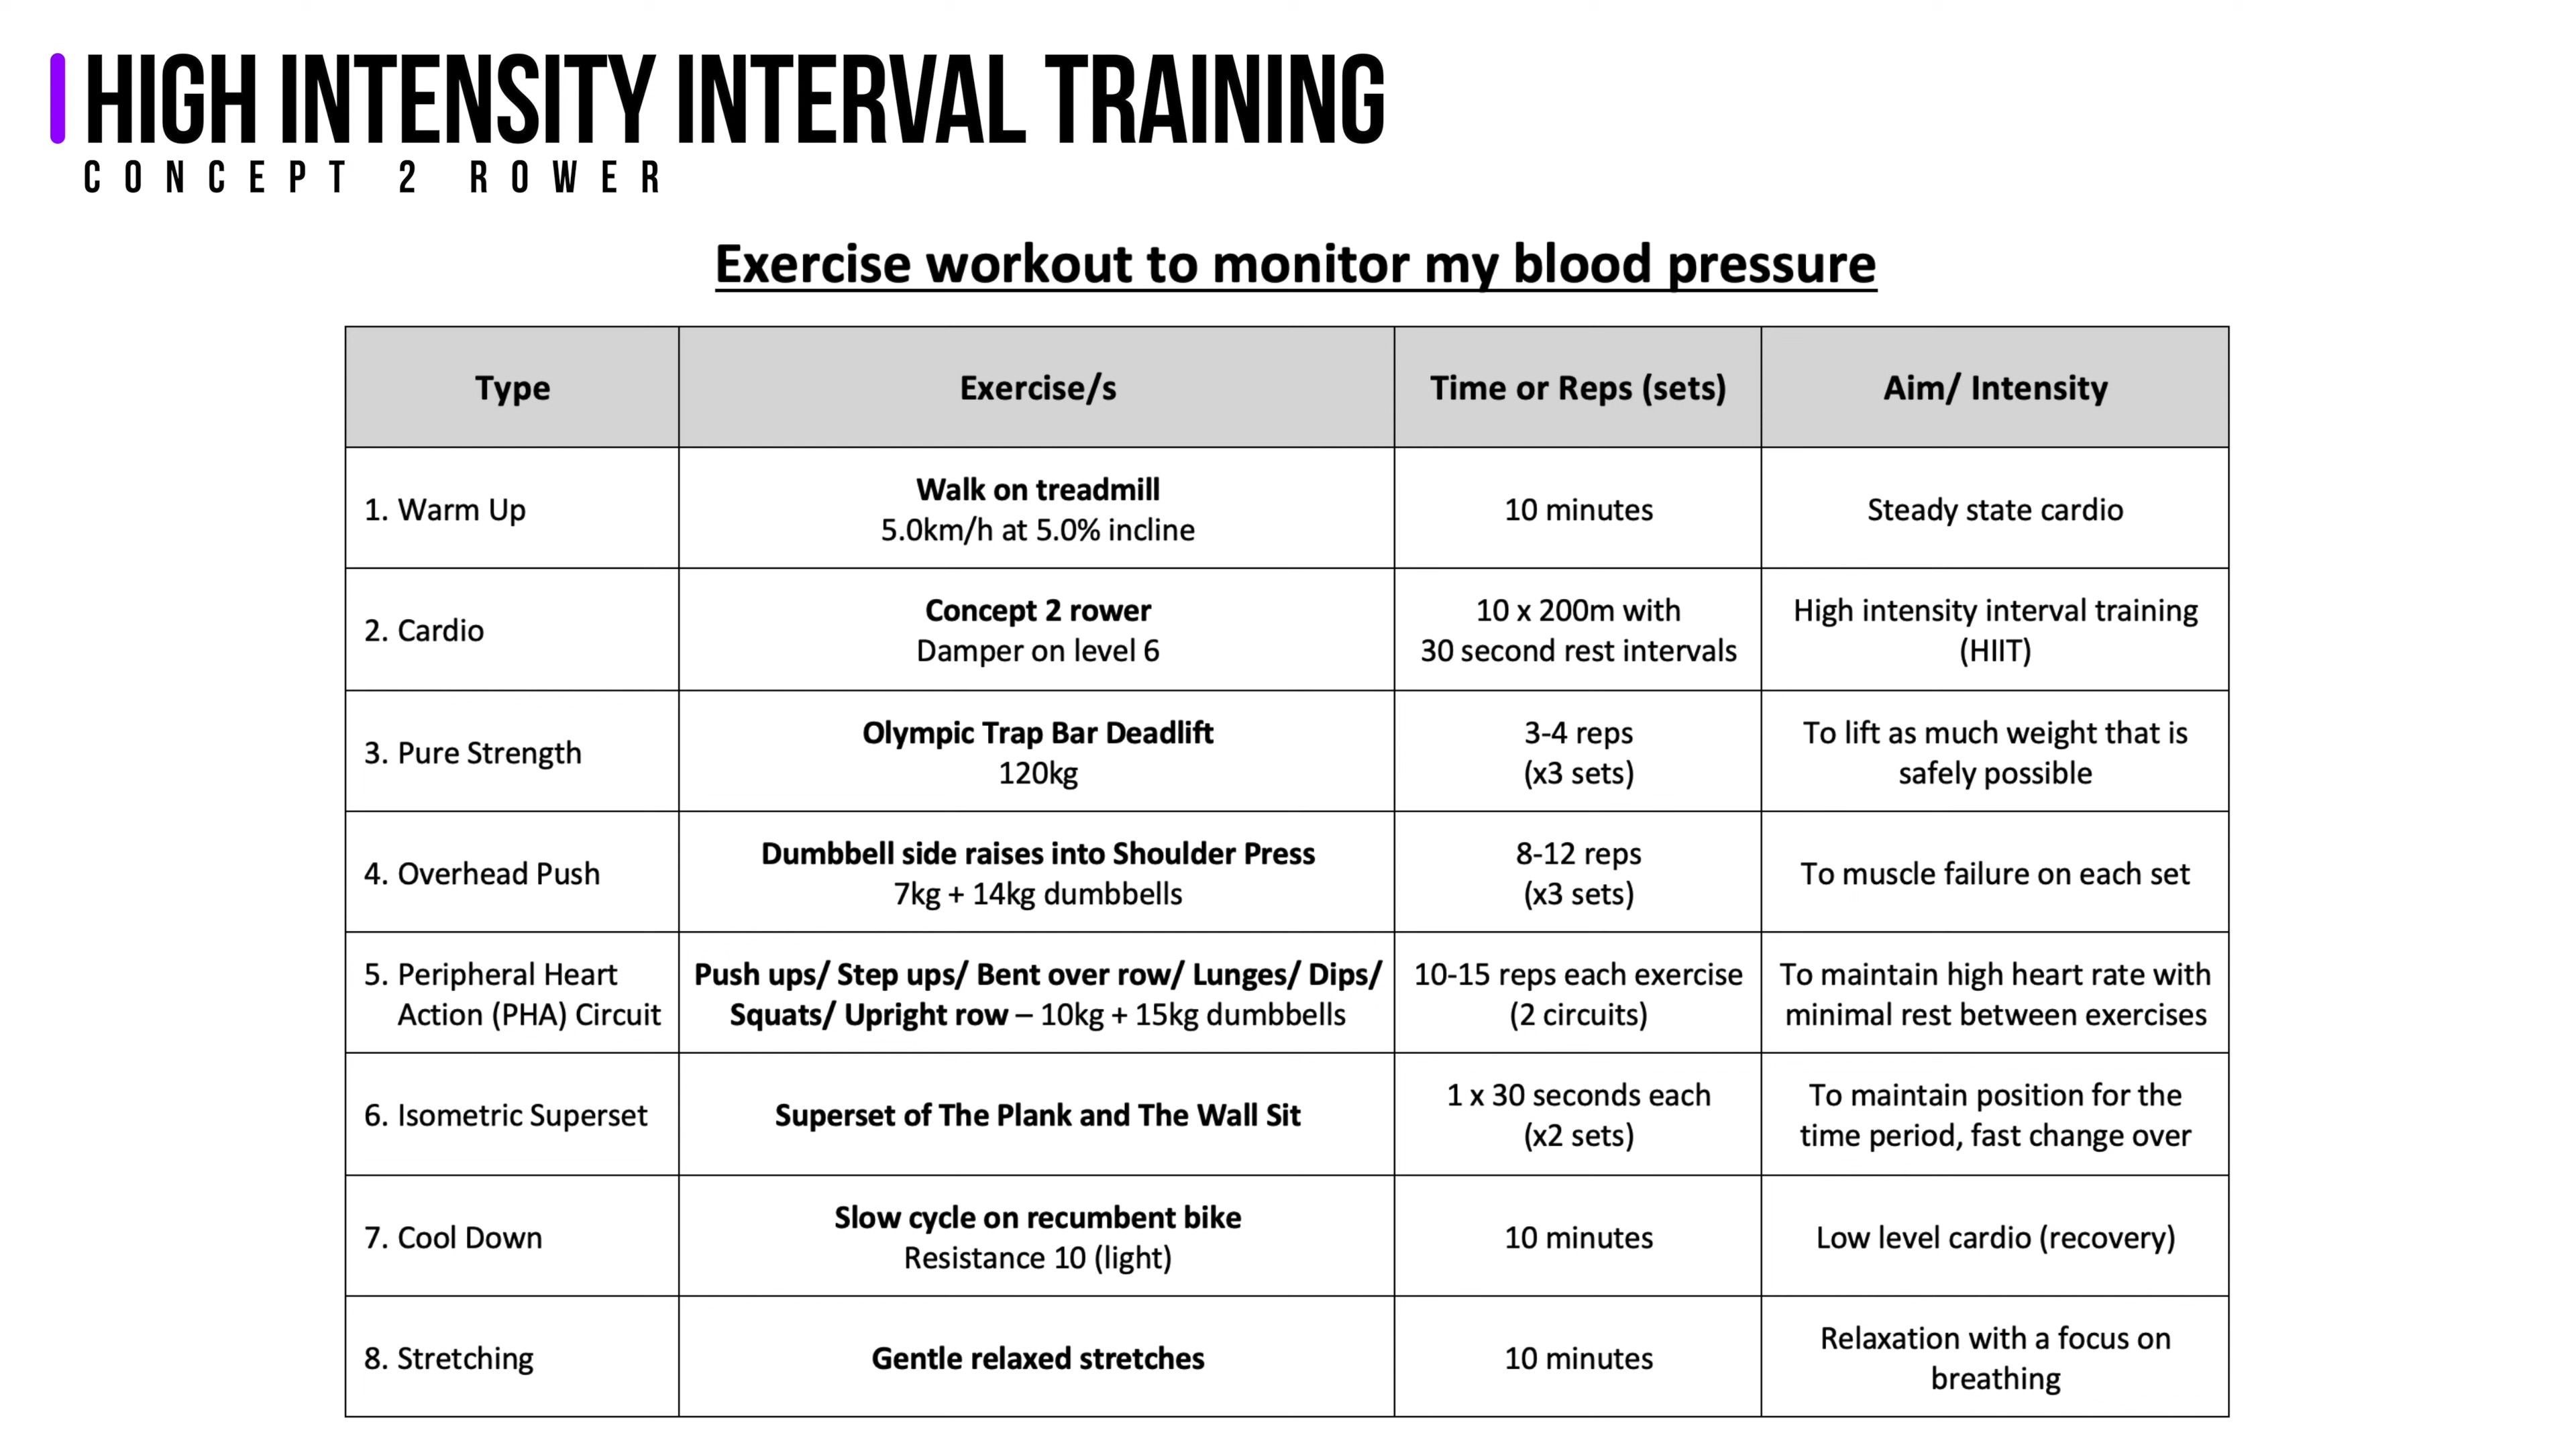 HIGH INTENSITY INTERVAL TRAINING
CONCEPT 2 ROWER
Exercise workout to monitor my blood pressure
Type
Exercise/s
Time or Reps (sets)
Aim/ Intensity
1. Warm Up
Walk on treadmill
5.0km/h at 5.0% incline
10 minutes
Steady state cardio
2. Cardio
Concept 2 rower
Damper on level 6
10 x 200m with
30 second rest intervals
High intensity interval training
(HIIT)
3. Pure Strength
Olympic Trap Bar Deadlift
120kg
3-4 reps
(x3 sets)
To lift as much weight that is
safely possible
4. Overhead Push
Dumbbell side raises into Shoulder Press
7kg + 14kg dumbbells
8-12 reps
(x3 sets)
To muscle failure on each set
5. Peripheral Heart
Action (PHA) Circuit
Push ups/ Step ups/ Bent over row/ Lunges/ Dips/
Squats/ Upright row – 10kg + 15kg dumbbells
10-15 reps each exercise
(2 circuits)
To maintain high heart rate with
minimal rest between exercises
6. Isometric Superset
Superset of The Plank and The Wall Sit
1 x 30 seconds each
(x2 sets)
To maintain position for the
time period, fast change over
7. Cool Down
Slow cycle on recumbent bike
Resistance 10 (light)
10 minutes
Low level cardio (recovery)
8. Stretching
Gentle relaxed stretches
10 minutes
Relaxation with a focus on
breathing